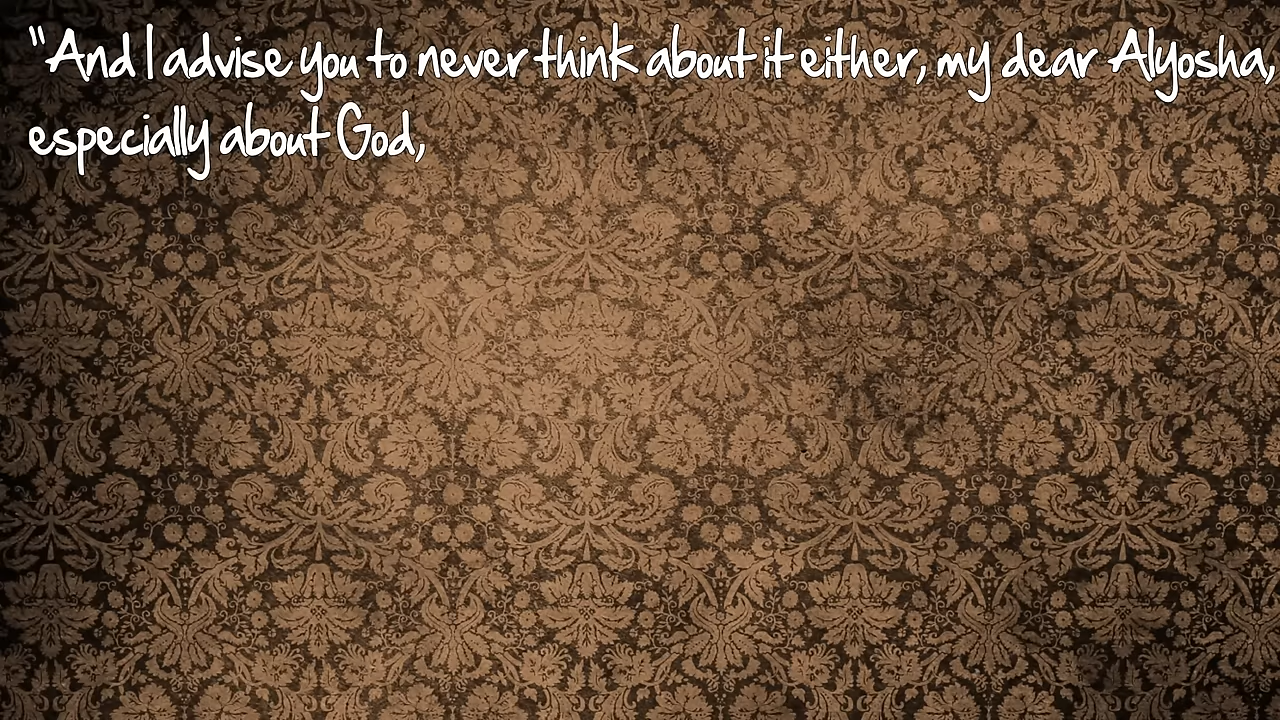 “And I advise you to never think about it either, my dear Alyosha,
especially about God,